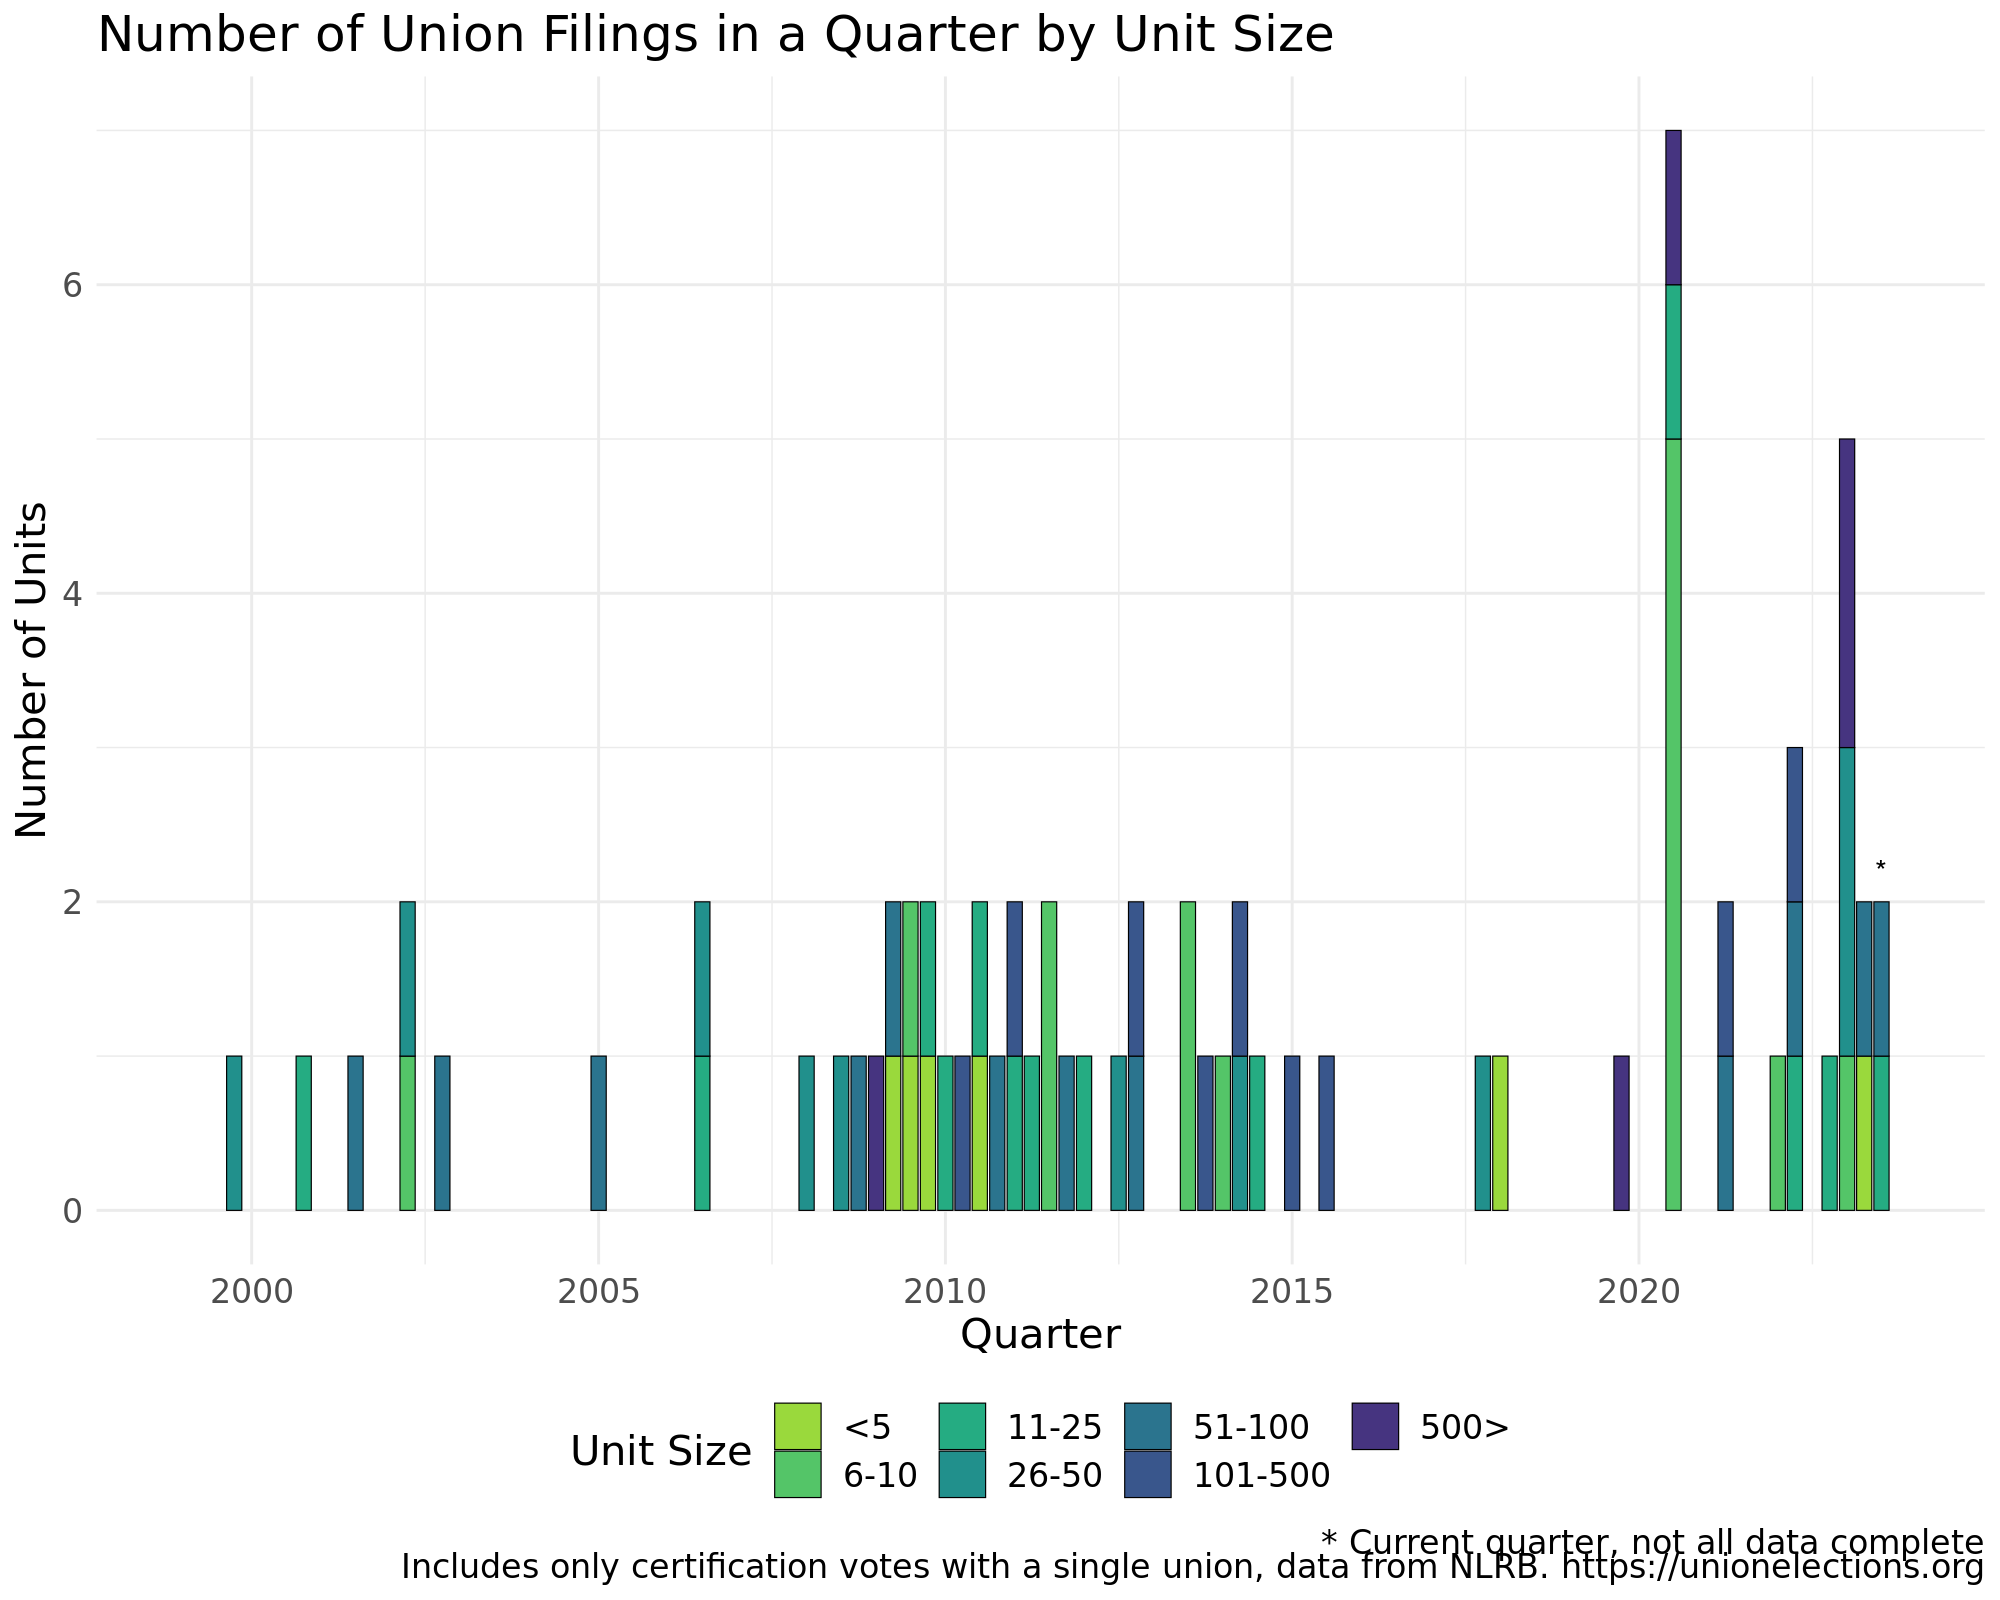 Number of Union Filings in a Quarter by Unit Size
Number of Units
6
4
2
0
*
2000 2005 2010 2015 2020
Quarter
Unit Size
<5 11-25 51-100 500>
6-10 26-50 101-500
* Current quarter, not all data complete
Includes only certification votes with a single union, data from NLRB. https://unionelections.org